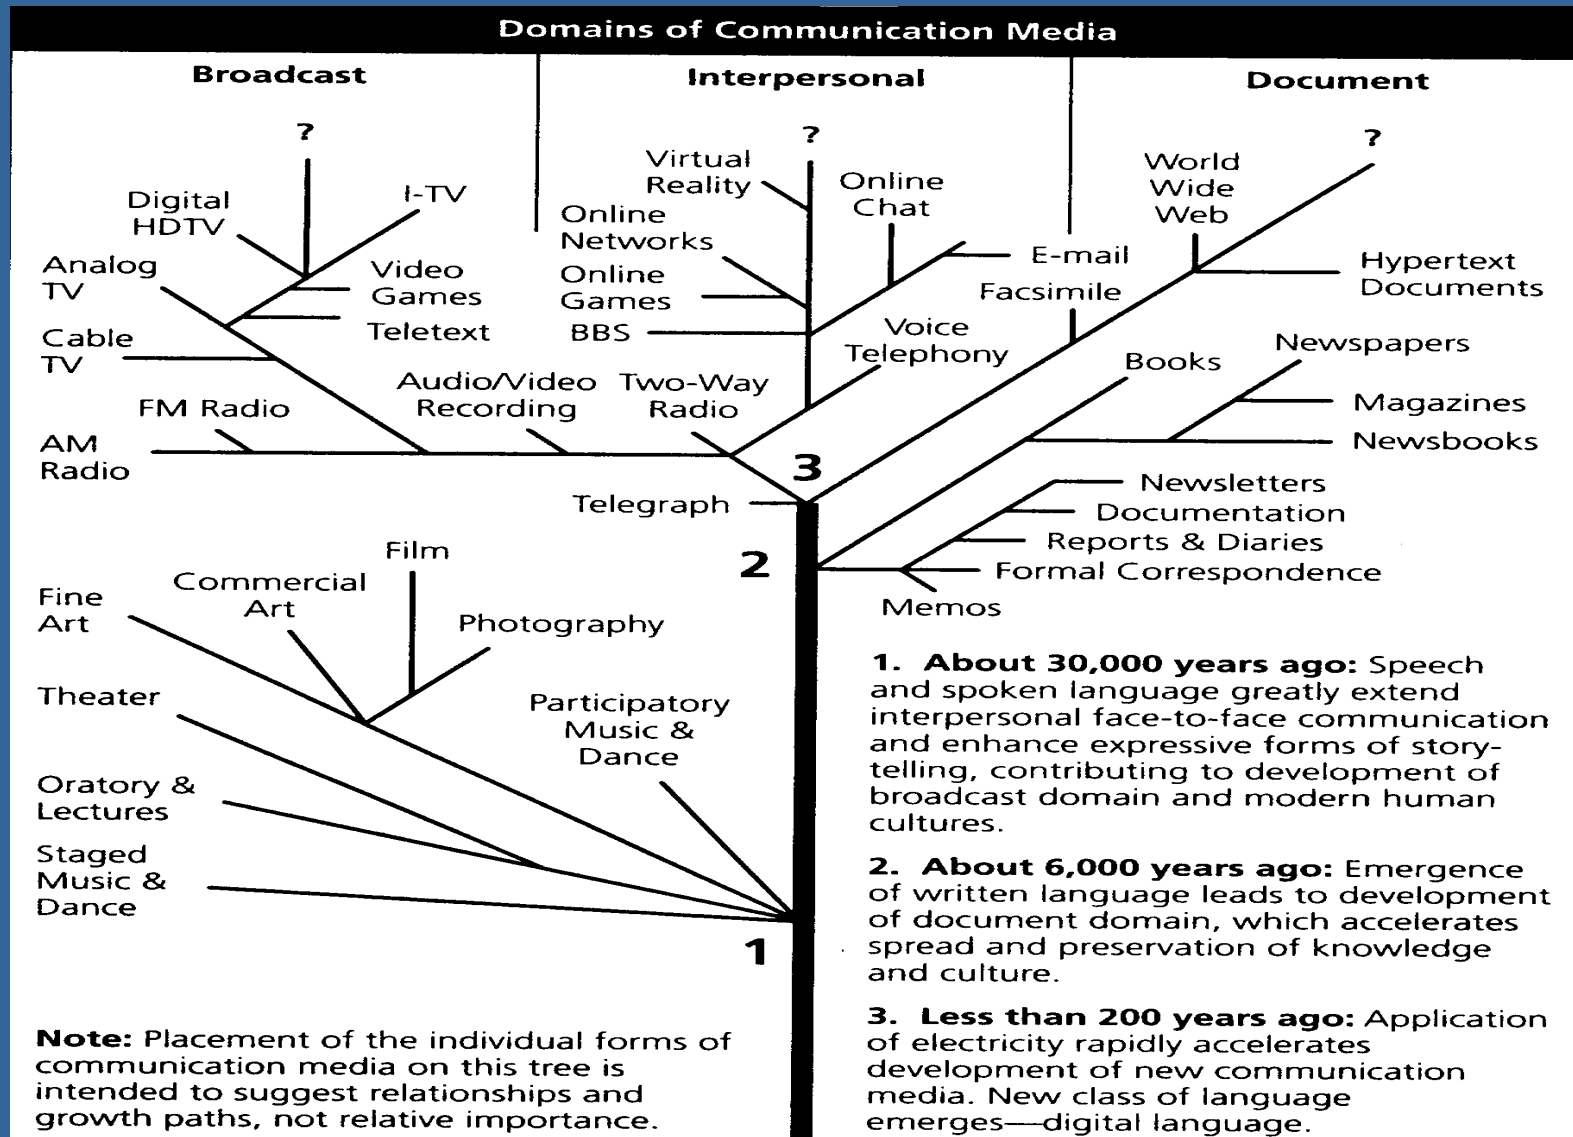 Domains of Communication Media
Broadcast
Interpersonal
Document
?
?
?
Digital
HDTV
I-TV
Analog
TV
Video
Games
Teletext
Cable
TV
FM Radio
AM
Radio
Audio/Video
Recording
Two-Way
Radio
Virtual
Reality
Online
Chat
Online
Networks
Online
Games
BBS
E-mail
Facsimile
Voice
Telephony
World
Wide
Web
Hypertext
Documents
Newspapers
Books
Magazines
Newsbooks
3
Telegraph
2
Newsletters
Documentation
Reports & Diaries
Formal Correspondence
Memos
Film
Commercial
Art
Fine
Art
Photography
Theater
Participatory
Music &
Dance
Oratory &
Lectures
Staged
Music &
Dance
1
1. About 30,000 years ago: Speech
and spoken language greatly extend
interpersonal face-to-face communication
and enhance expressive forms of story-
telling, contributing to development of
broadcast domain and modern human
cultures.
2. About 6,000 years ago: Emergence
of written language leads to development
of document domain, which accelerates
spread and preservation of knowledge
and culture.
3. Less than 200 years ago: Application
of electricity rapidly accelerates
development of new communication
media. New class of language
emerges—digital language.
Note: Placement of the individual forms of
communication media on this tree is
intended to suggest relationships and
growth paths, not relative importance.